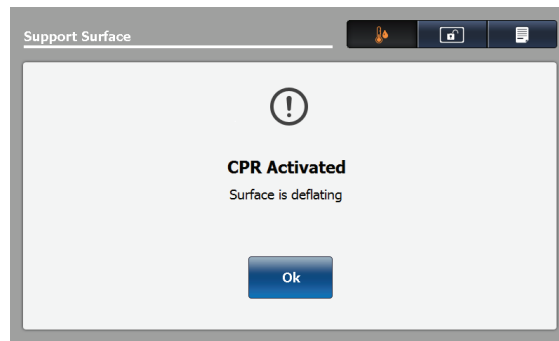 Support Surface
CPR Activated
Surface is deflating
Ok